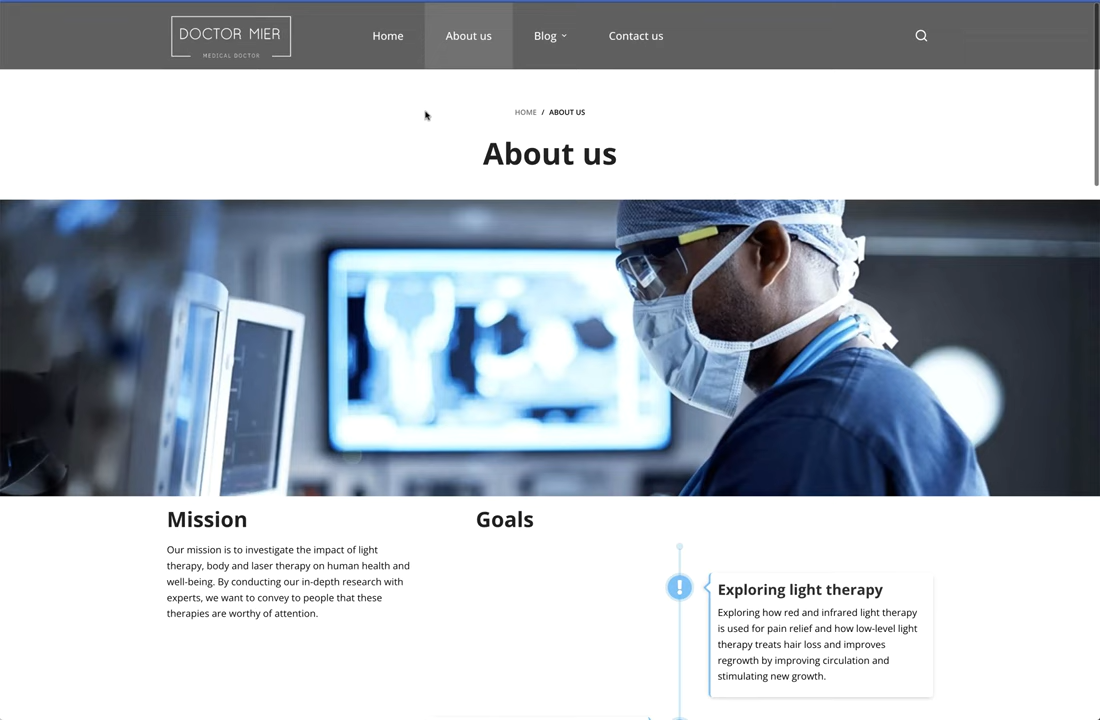 DOCTOR MIER
MEDICAL DOCTOR
Home
About us
Blog
Contact us
HOME / ABOUT US
About us
Mission
Our mission is to investigate the impact of light
therapy, body and laser therapy on human health and
well-being. By conducting our in-depth research with
experts, we want to convey to people that these
therapies are worthy of attention.
Goals
Exploring light therapy
Exploring how red and infrared light therapy
is used for pain relief and how low-level light
therapy treats hair loss and improves
regrowth by improving circulation and
stimulating new growth.